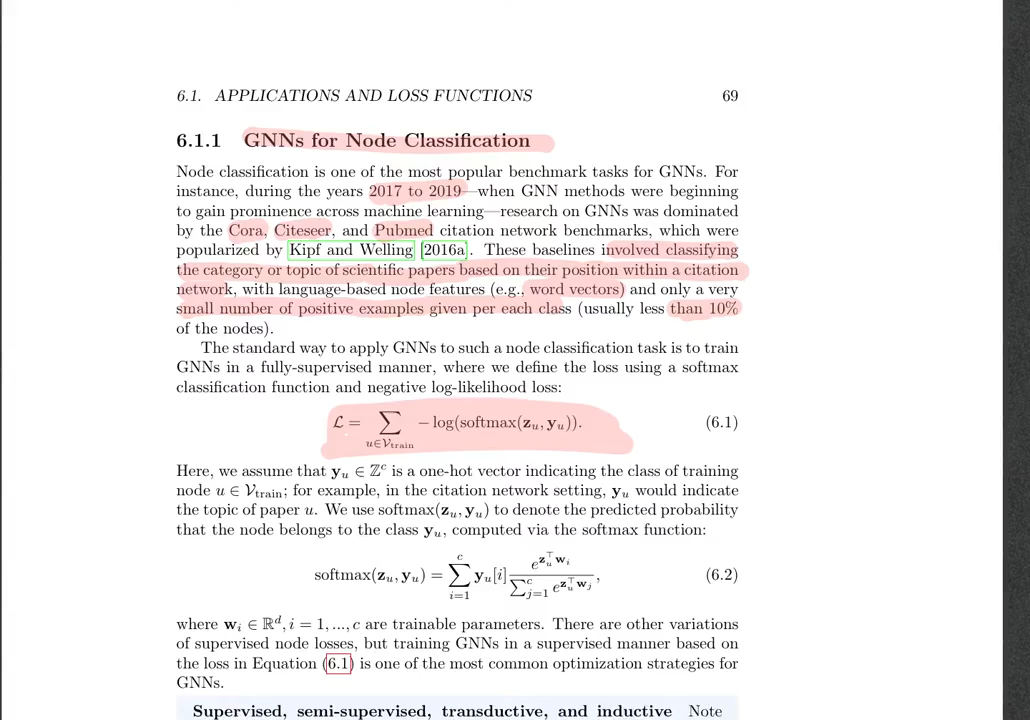 6.1. APPLICATIONS AND LOSS FUNCTIONS 69
6.1.1 GNNs for Node Classification
Node classification is one of the most popular benchmark tasks for GNNs. For
instance, during the years 2017 to 2019—when GNN methods were beginning
to gain prominence across machine learning—research on GNNs was dominated
by the Cora, Citeseer, and Pubmed citation network benchmarks, which were
popularized by Kipf and Welling [2016a]. These baselines involved classifying
the category or topic of scientific papers based on their position within a citation
network, with language-based node features (e.g., word vectors) and only a very
small number of positive examples given per each class (usually less than 10%
of the nodes).
The standard way to apply GNNs to such a node classification task is to train
GNNs in a fully-supervised manner, where we define the loss using a softmax
classification function and negative log-likelihood loss:
ℒ = ∑_{u∈𝒱_train} − log(softmax(z_u, y_u)). (6.1)
Here, we assume that y_u ∈ ℤ^c is a one-hot vector indicating the class of training
node u ∈ 𝒱_train; for example, in the citation network setting, y_u would indicate
the topic of paper u. We use softmax(z_u, y_u) to denote the predicted probability
that the node belongs to the class y_u, computed via the softmax function:
softmax(z_u, y_u) = ∑_{i=1}^{c} y_u[i] e^{z_u^⊤ w_i} / ∑_{j=1}^{c} e^{z_u^⊤ w_j}, (6.2)
where w_i ∈ ℝ^d, i = 1, ..., c are trainable parameters. There are other variations
of supervised node losses, but training GNNs in a supervised manner based on
the loss in Equation (6.1) is one of the most common optimization strategies for
GNNs.
Supervised, semi-supervised, transductive, and inductive Note